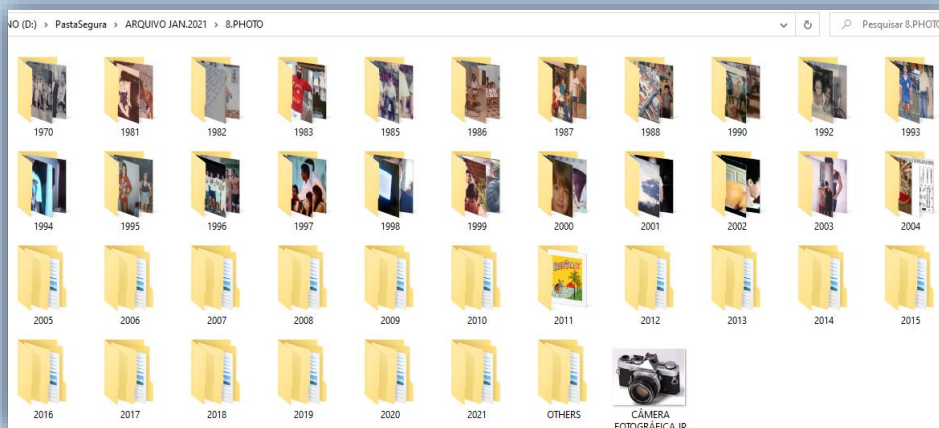 NO (D:) › PastaSegura › ARQUIVO JAN.2021 › 8.PHOTO Pesquisar 8.PHOTO
1970 1981 1982 1983 1985 1986 1987 1988 1990 1992 1993
1994 1995 1996 1997 1998 1999 2000 2001 2002 2003 2004
2005 2006 2007 2008 2009 2010 2011 2012 2013 2014 2015
2016 2017 2018 2019 2020 2021 OTHERS CÂMERA
FOTOGRÁFICA.JP